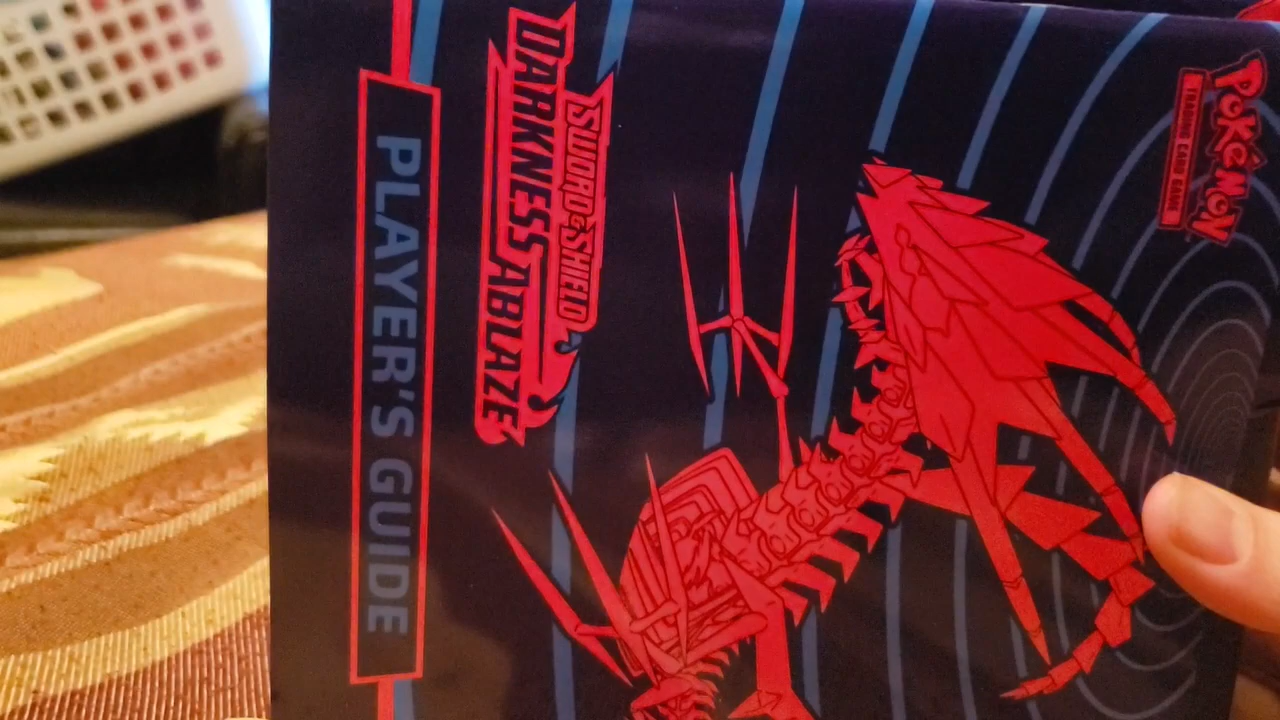 Pokémon
TRADING CARD GAME
SWORD & SHIELD
DARKNESS ABLAZE
PLAYER'S GUIDE